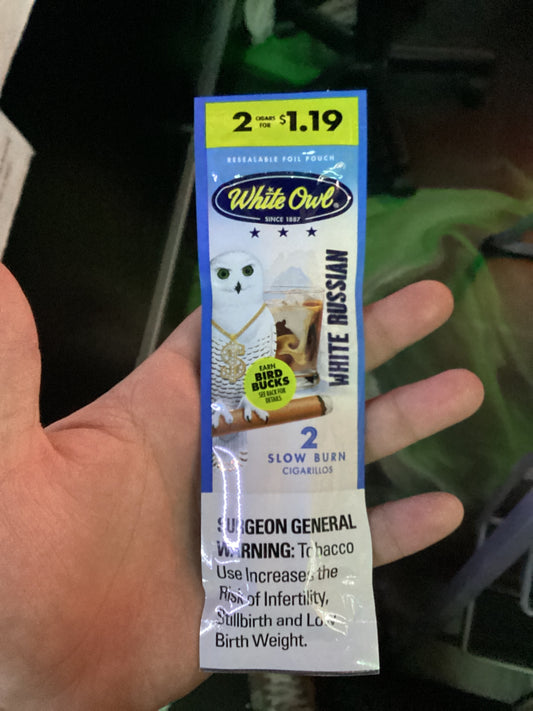 2 CIGARS FOR $1.19
RESEALABLE FOIL POUCH
White Owl®
SINCE 1887
WHITE RUSSIAN
EARN
BIRD
BUCKS
SEE BACK FOR
DETAILS
2
SLOW BURN
CIGARILLOS
SURGEON GENERAL
WARNING: Tobacco
Use Increases the
Risk of Infertility,
Stillbirth and Low
Birth Weight.